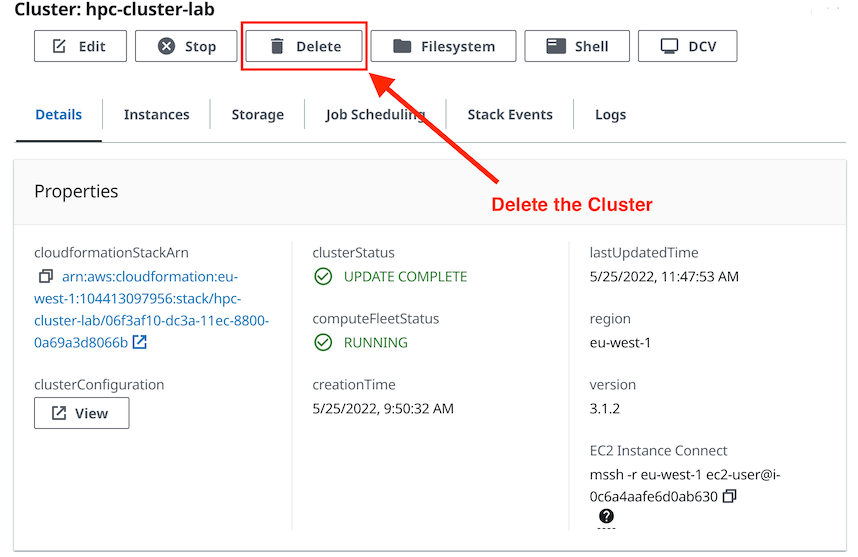 Cluster: hpc-cluster-lab
Edit
Stop
Delete
Filesystem
Shell
DCV
Details
Instances
Storage
Job Scheduling
Stack Events
Logs
Properties
Delete the Cluster
cloudformationStackArn
arn:aws:cloudformation:eu-
west-1:104413097956:stack/hpc-
cluster-lab/06f3af10-dc3a-11ec-8800-
0a69a3d8066b
clusterConfiguration
View
clusterStatus
UPDATE COMPLETE
computeFleetStatus
RUNNING
creationTime
5/25/2022, 9:50:32 AM
lastUpdatedTime
5/25/2022, 11:47:53 AM
region
eu-west-1
version
3.1.2
EC2 Instance Connect
mssh -r eu-west-1 ec2-user@i-
0c6a4aafe6d0ab630
?